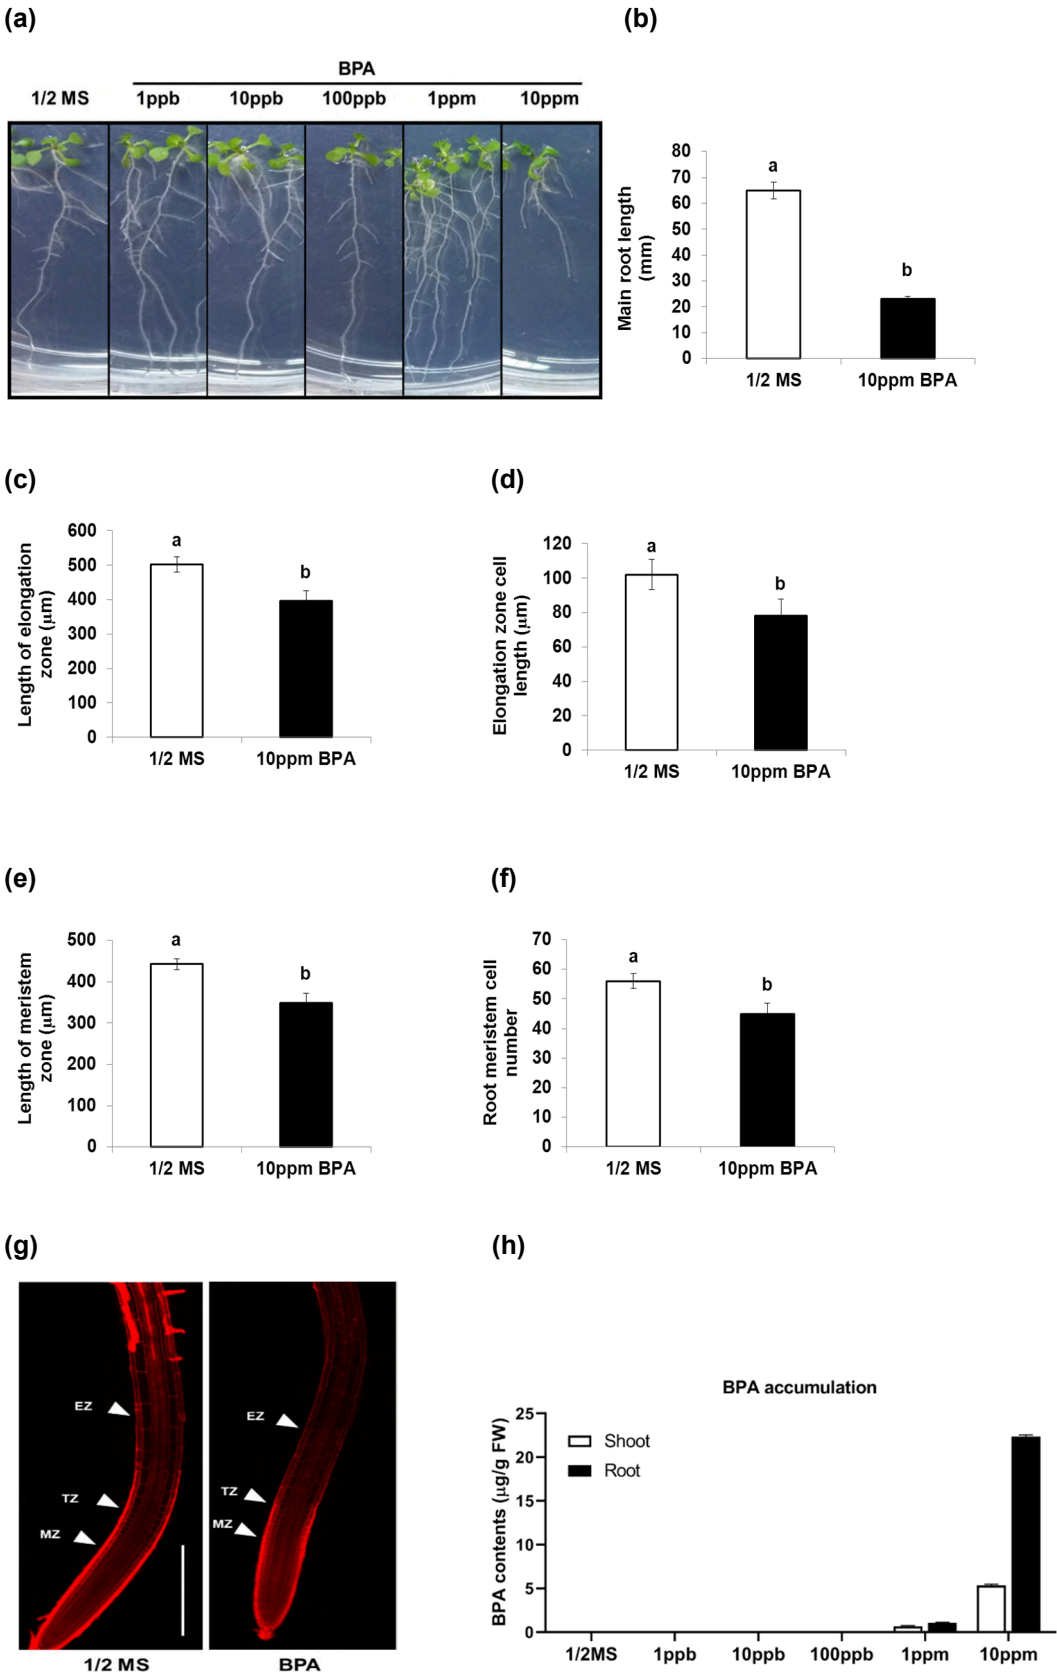 (a)
BPA
1/2 MS 1ppb 10ppb 100ppb 1ppm 10ppm
(b)
Main root length
(mm)
80
70
60
50
40
30
20
10
0
a
b
1/2 MS 10ppm BPA
(c)
Length of elongation
zone (μm)
600
500
400
300
200
100
0
a
b
1/2 MS 10ppm BPA
(d)
Elongation zone cell
length (μm)
120
100
80
60
40
20
0
a
b
1/2 MS 10ppm BPA
(e)
Length of meristem
zone (μm)
500
400
300
200
100
0
a
b
1/2 MS 10ppm BPA
(f)
Root meristem cell
number
70
60
50
40
30
20
10
0
a
b
1/2 MS 10ppm BPA
(g)
EZ
TZ
MZ
EZ
TZ
MZ
1/2 MS BPA
(h)
BPA accumulation
BPA contents (μg/g FW)
25
20
15
10
5
0
Shoot
Root
1/2MS 1ppb 10ppb 100ppb 1ppm 10ppm